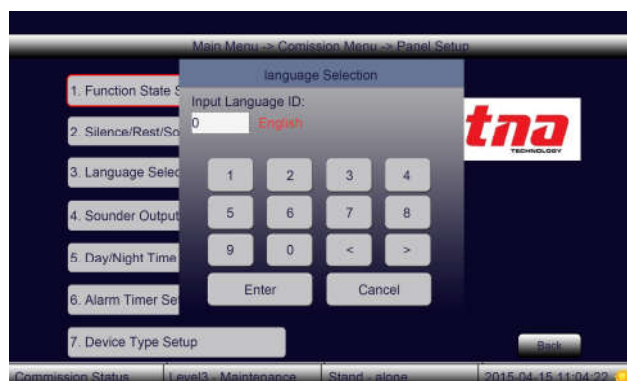 Main Menu -> Comission Menu -> Panel Setup
language Selection
1. Function State S
Input Language ID:
0 English
2. Silence/Rest/So
tna
TECHNOLOGY
3. Language Selec
1 2 3 4
4. Sounder Output
5 6 7 8
5. Day/Night Time
9 0 < >
6. Alarm Timer Set
Enter Cancel
7. Device Type Setup
Back
Commission Status Level3 - Maintenance Stand - alone 2015-04-15 11:04:22